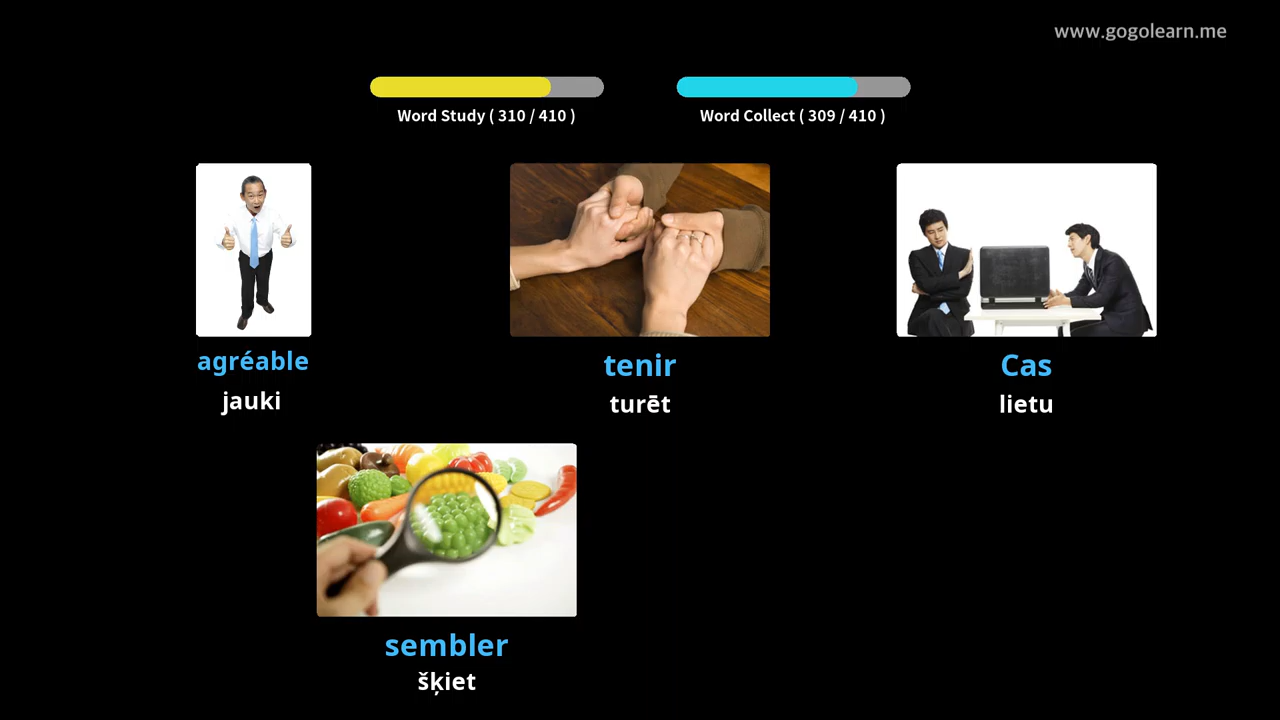 www.gogolearn.me
Word Study ( 310 / 410 )
Word Collect ( 309 / 410 )
agréable
jauki
tenir
turēt
Cas
lietu
sembler
šķiet